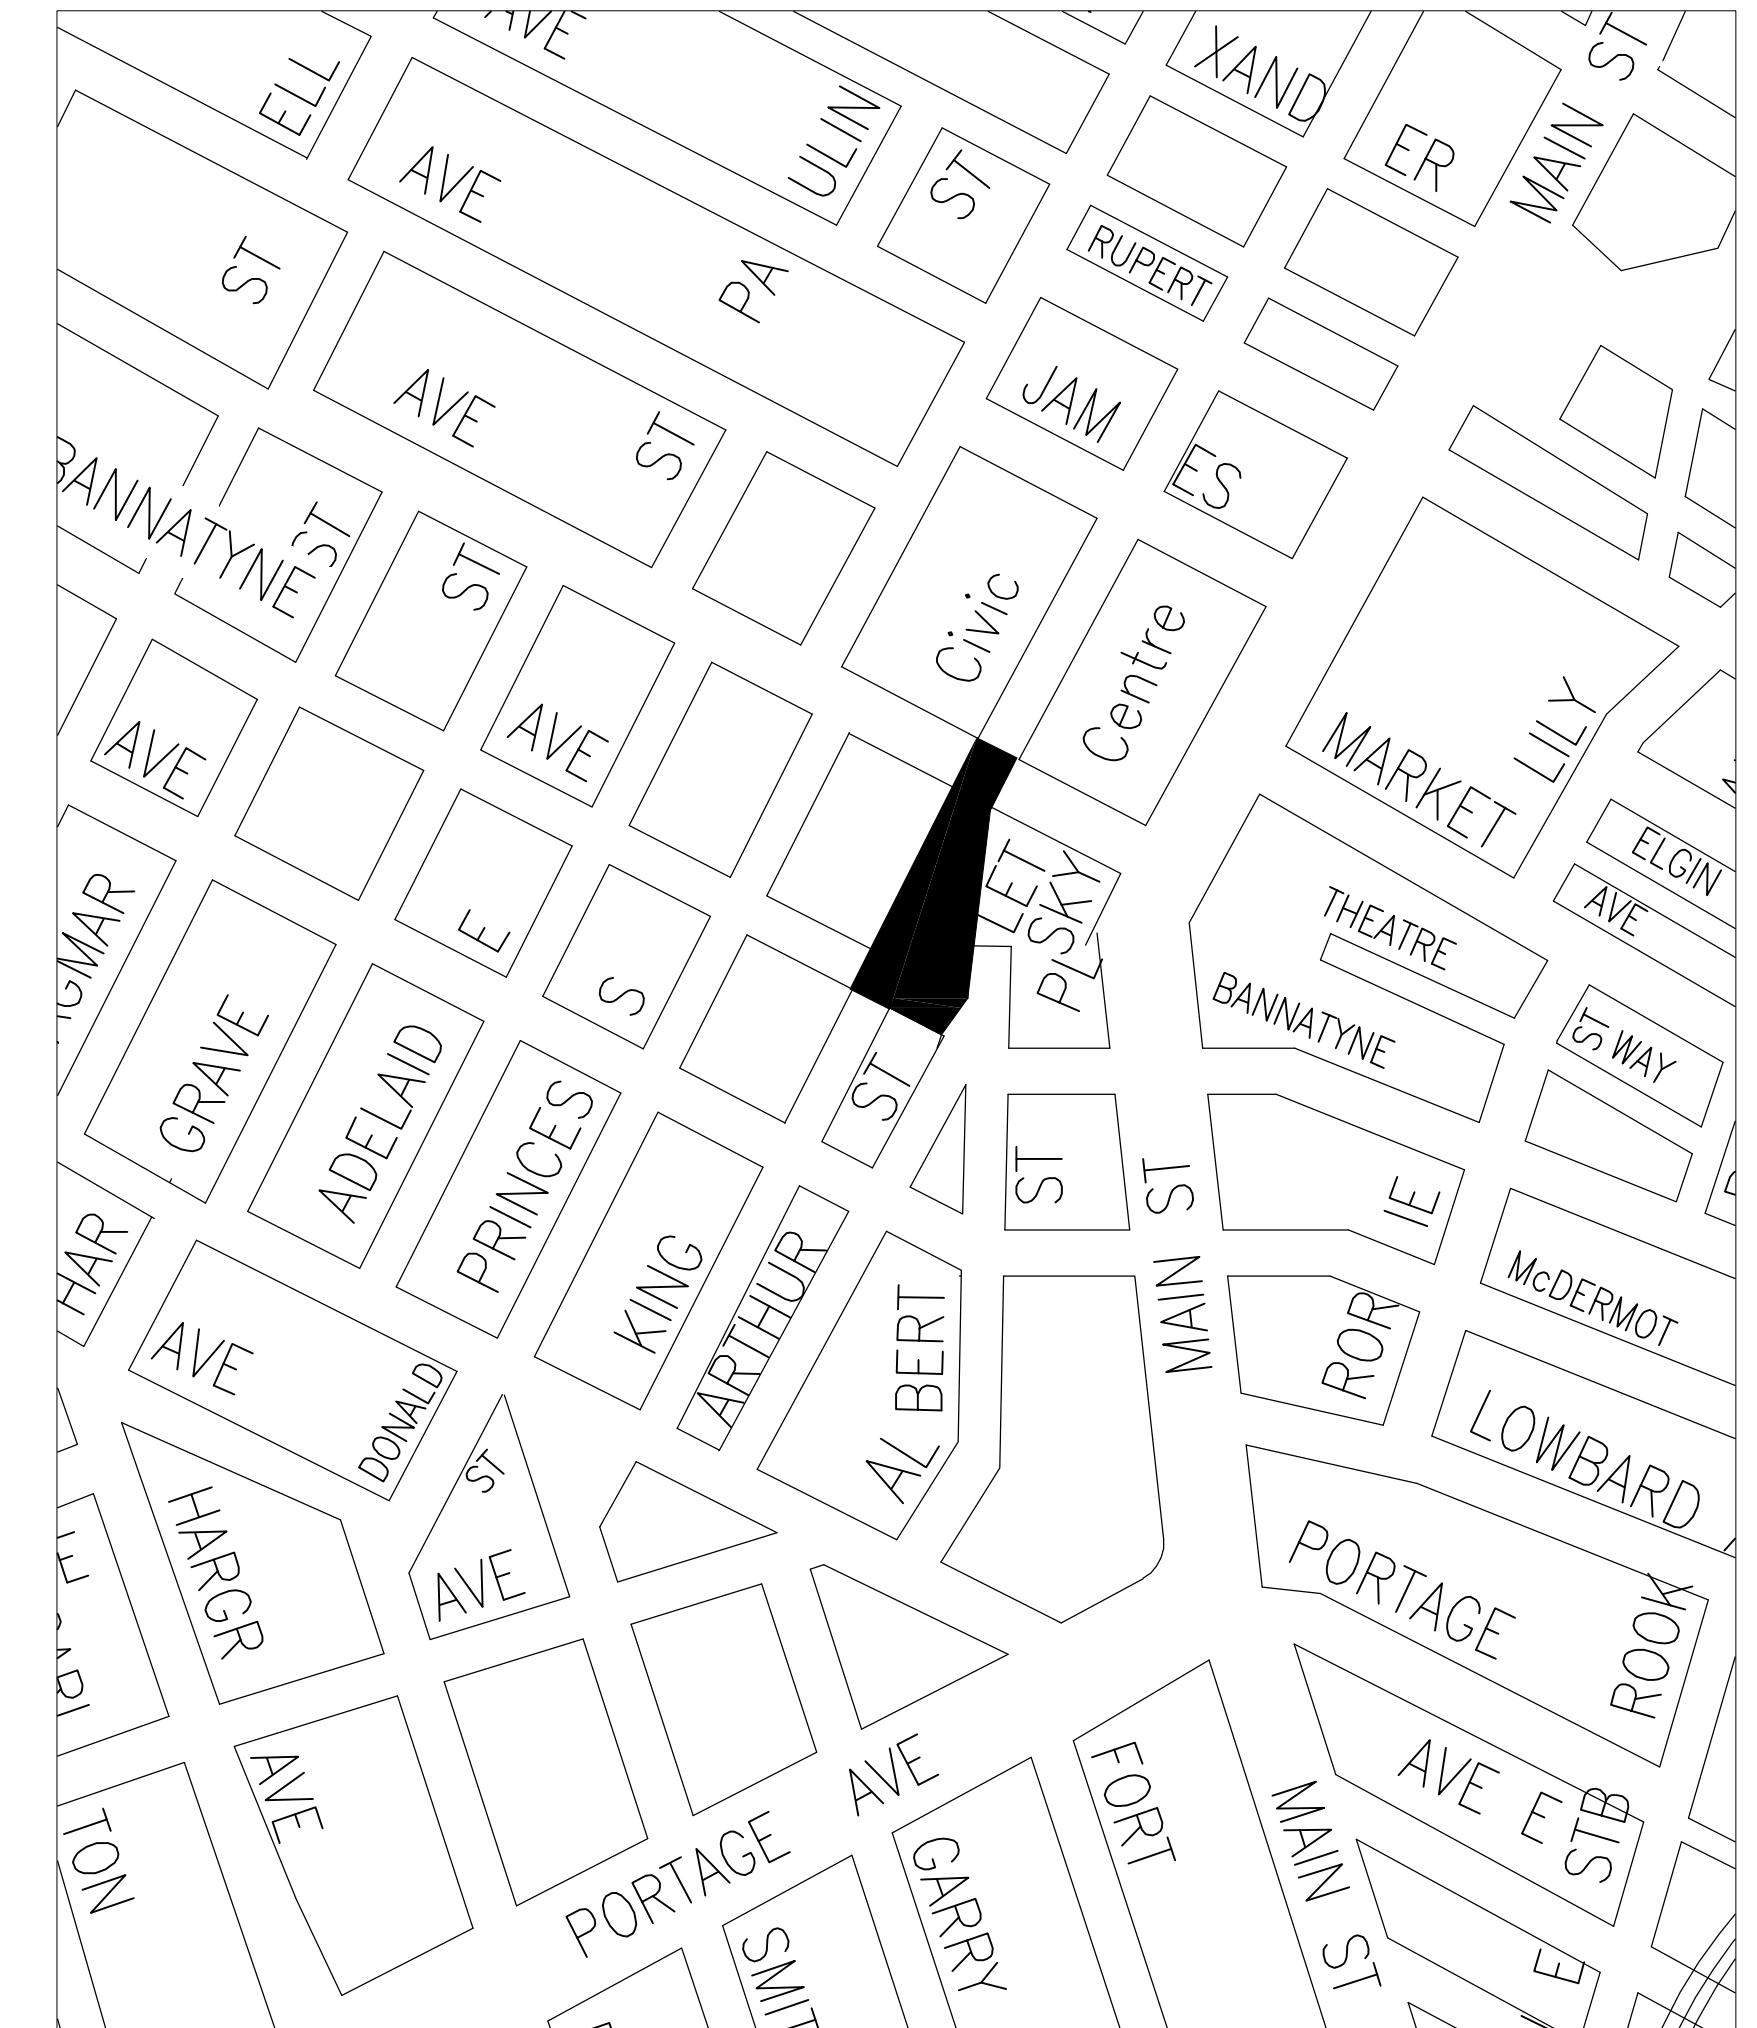 AVE
XAND
ER
MAIN ST
ELL
ULIN
AVE
ST
RUPERT
ST
PA
JAM
ES
AVE
ST
BANNATYNE
ST
ST
Civic
Centre
AVE
AVE
LILY
MARKET
ELGIN
AVE
LET
PL
SKY
THEATRE
BANNATYNE
GMAR
E
S
ST WAY
GRAVE
ADELAID
PRINCES
ST
ST
ST
IE
HAR
KING
ARTHUR
AL BERT
MAIN
ROR
McDERMOT
AVE
DONALD
ST
LOWBARD
HARGR
AVE
PORTAGE
ROOK
AVE
PORTAGE
AVE
FORT
AVE E
STB
TON
GARRY
MAIN ST
SMIT
E